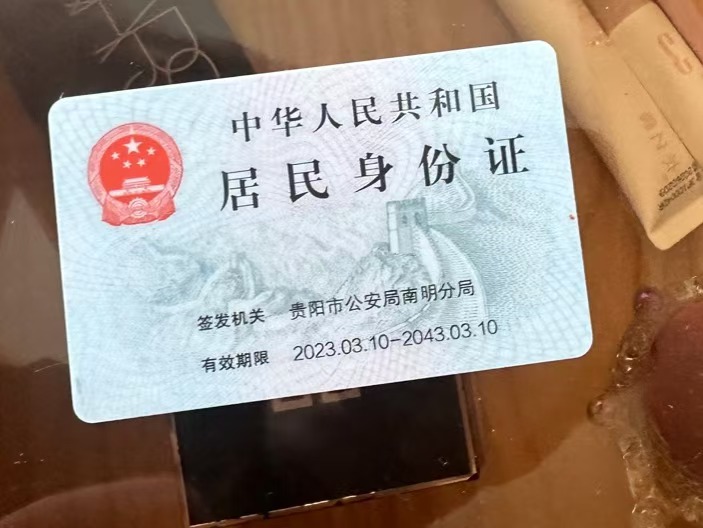 中华人民共和国
居民身份证
签发机关 贵阳市公安局南明分局
有效期限 2023.03.10-2043.03.10